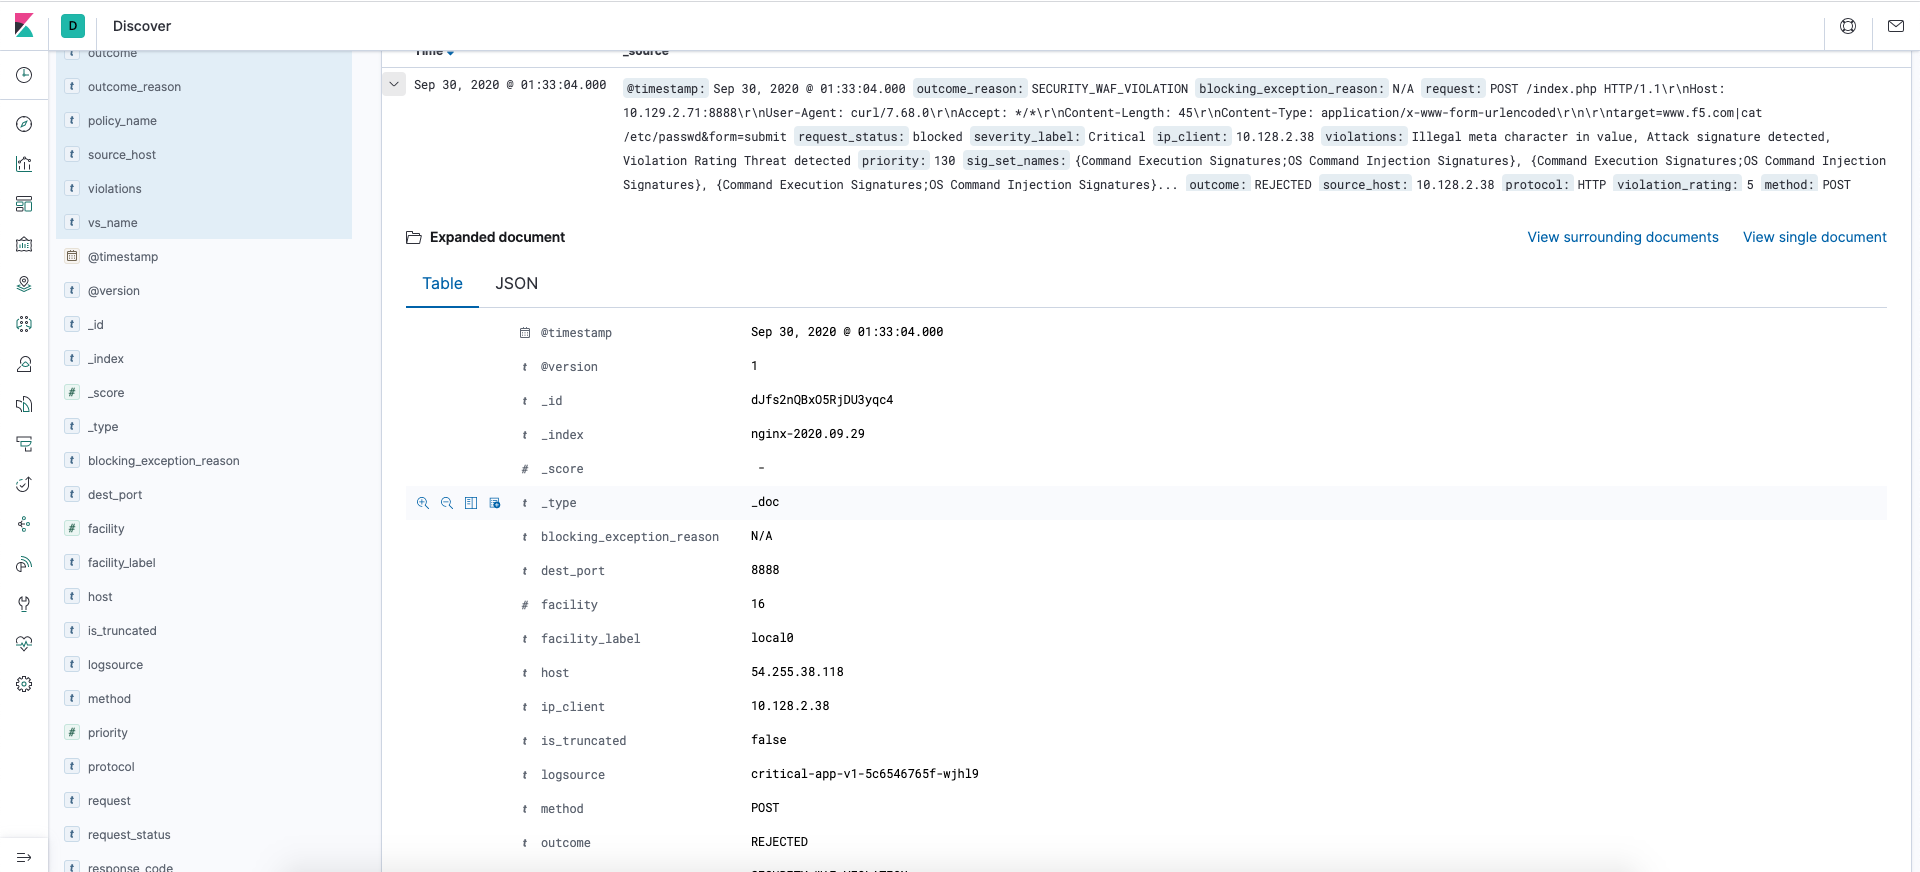 D
Discover
outcome
outcome_reason
policy_name
source_host
violations
vs_name
@timestamp
@version
_id
_index
_score
_type
blocking_exception_reason
dest_port
facility
facility_label
host
is_truncated
logsource
method
priority
protocol
request
request_status
response_code
Time _source
Sep 30, 2020 @ 01:33:04.000
@timestamp: Sep 30, 2020 @ 01:33:04.000 outcome_reason: SECURITY_WAF_VIOLATION blocking_exception_reason: N/A request: POST /index.php HTTP/1.1\r\nHost:
10.129.2.71:8888\r\nUser-Agent: curl/7.68.0\r\nAccept: */*\r\nContent-Length: 45\r\nContent-Type: application/x-www-form-urlencoded\r\n\r\ntarget=www.f5.com|cat
/etc/passwd&form=submit request_status: blocked severity_label: Critical ip_client: 10.128.2.38 violations: Illegal meta character in value, Attack signature detected,
Violation Rating Threat detected priority: 130 sig_set_names: {Command Execution Signatures;OS Command Injection Signatures}, {Command Execution Signatures;OS Command Injection
Signatures}, {Command Execution Signatures;OS Command Injection Signatures}... outcome: REJECTED source_host: 10.128.2.38 protocol: HTTP violation_rating: 5 method: POST
Expanded document View surrounding documents View single document
Table JSON
@timestamp Sep 30, 2020 @ 01:33:04.000
t @version 1
t _id dJfs2nQBxO5RjDU3yqc4
t _index nginx-2020.09.29
# _score -
t _type _doc
t blocking_exception_reason N/A
t dest_port 8888
# facility 16
t facility_label local0
t host 54.255.38.118
t ip_client 10.128.2.38
t is_truncated false
t logsource critical-app-v1-5c6546765f-wjhl9
t method POST
t outcome REJECTED
SECURITY_WAF_VIOLATION